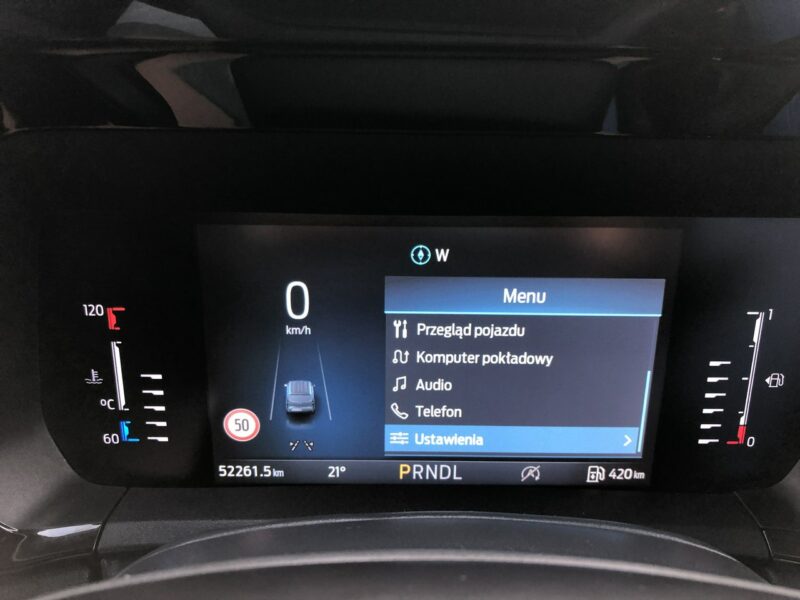 W
0
km/h
50
Menu
Przegląd pojazdu
Komputer pokładowy
Audio
Telefon
Ustawienia
120
°C
60
1
0
52261.5 km
21°
PRNDL
420 km